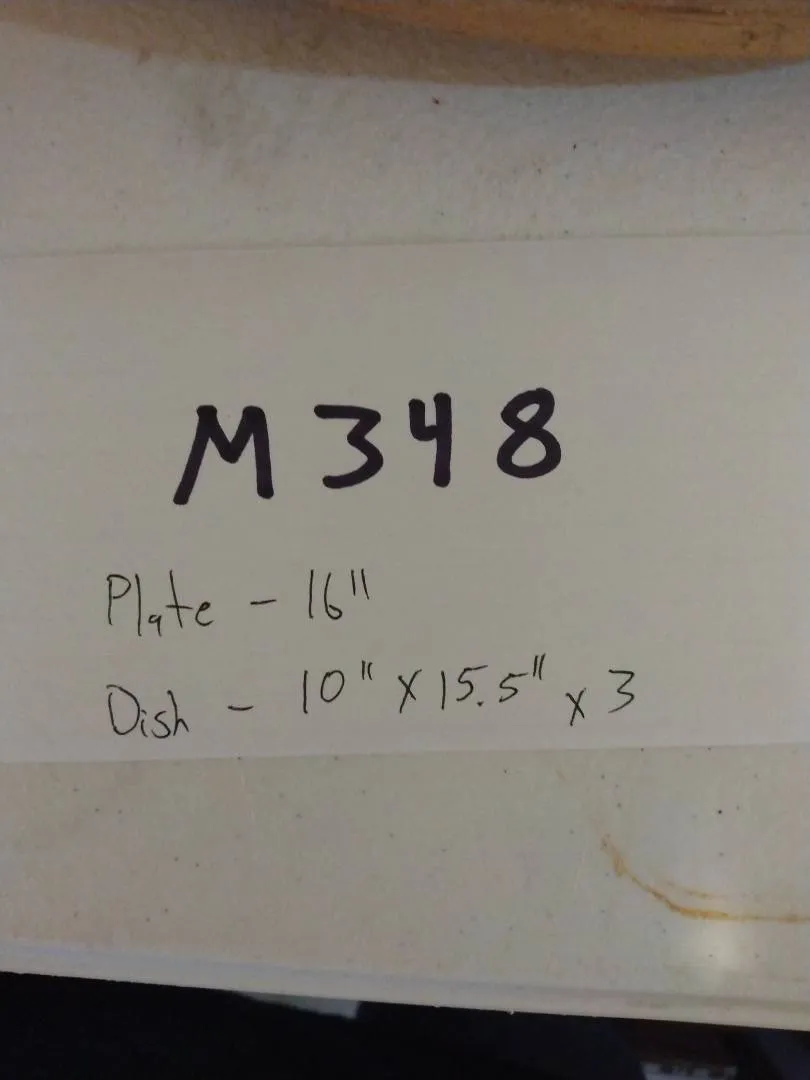 M348
Plate - 16"
Dish - 10" x 15.5" x 3